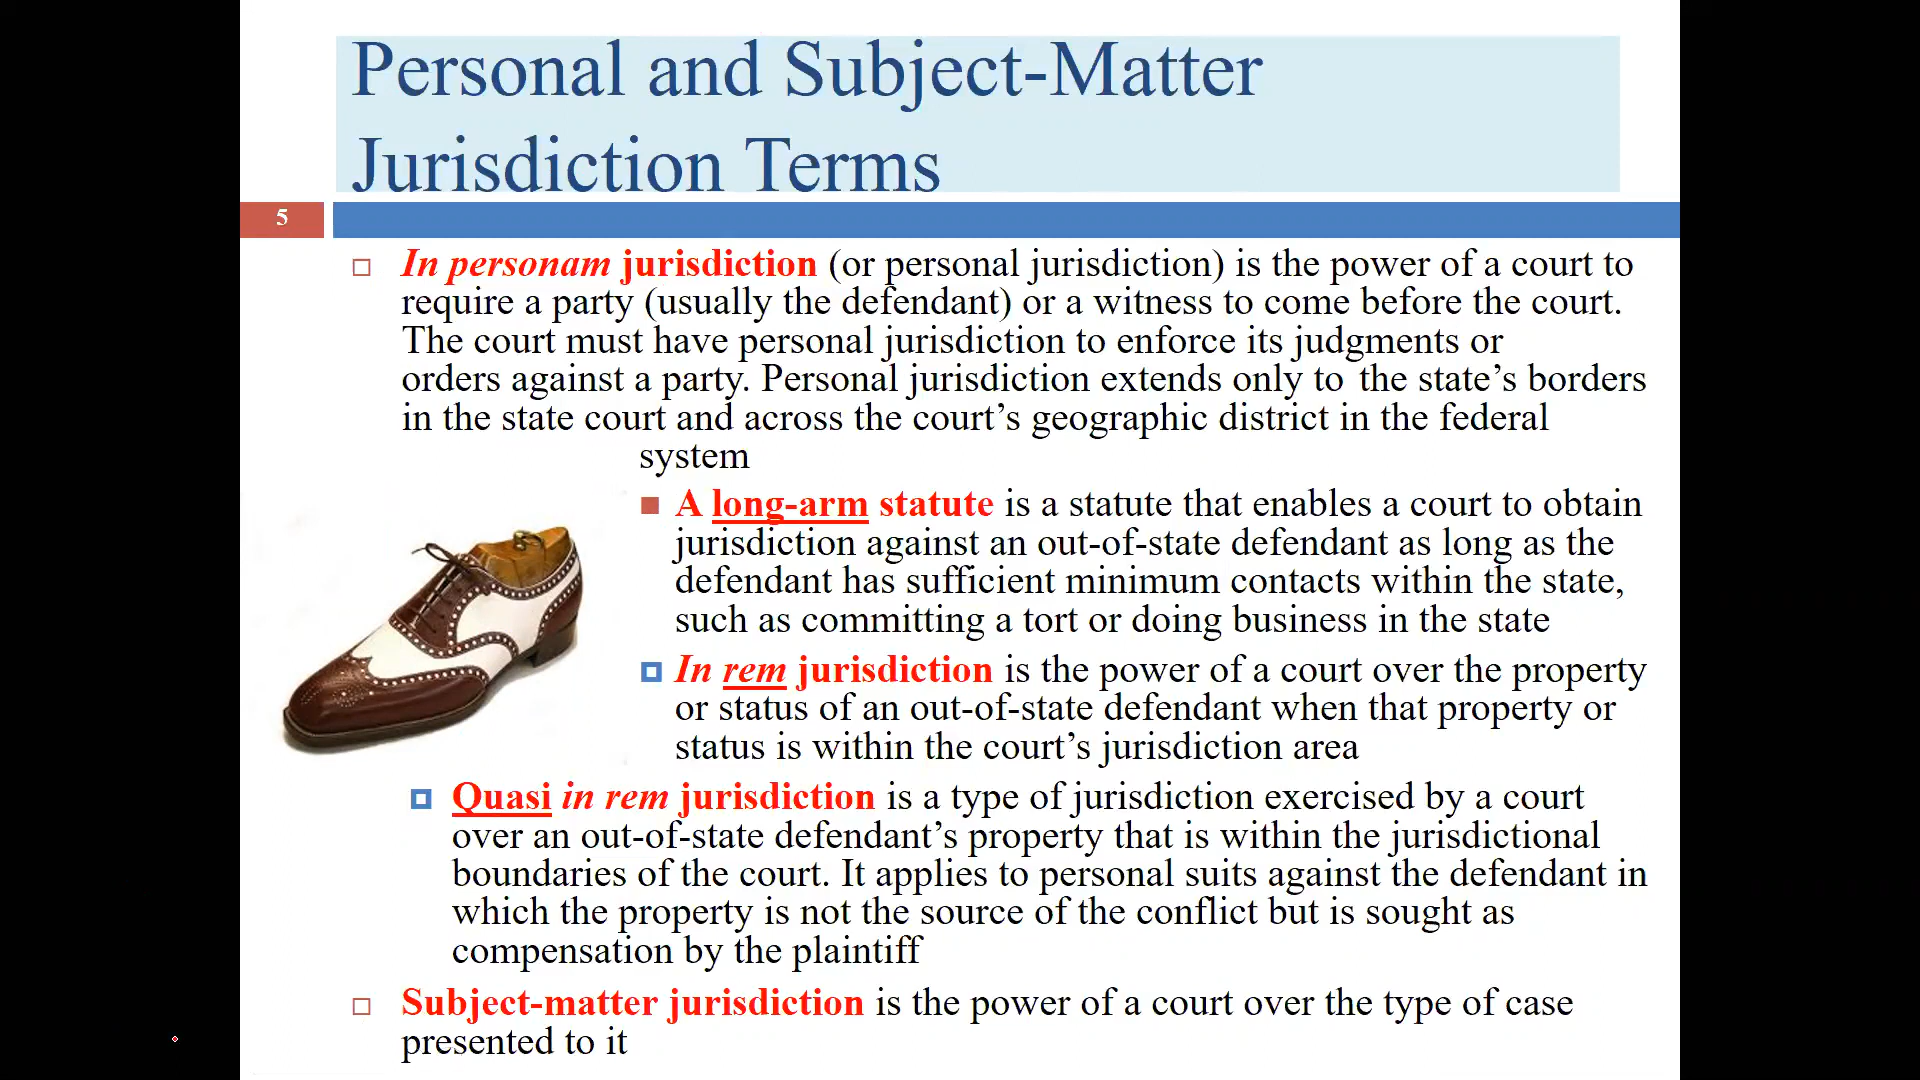 Personal and Subject-Matter
Jurisdiction Terms
5
In personam jurisdiction (or personal jurisdiction) is the power of a court to
require a party (usually the defendant) or a witness to come before the court.
The court must have personal jurisdiction to enforce its judgments or
orders against a party. Personal jurisdiction extends only to the state’s borders
in the state court and across the court’s geographic district in the federal
system
A long-arm statute is a statute that enables a court to obtain
jurisdiction against an out-of-state defendant as long as the
defendant has sufficient minimum contacts within the state,
such as committing a tort or doing business in the state
In rem jurisdiction is the power of a court over the property
or status of an out-of-state defendant when that property or
status is within the court’s jurisdiction area
Quasi in rem jurisdiction is a type of jurisdiction exercised by a court
over an out-of-state defendant’s property that is within the jurisdictional
boundaries of the court. It applies to personal suits against the defendant in
which the property is not the source of the conflict but is sought as
compensation by the plaintiff
Subject-matter jurisdiction is the power of a court over the type of case
presented to it